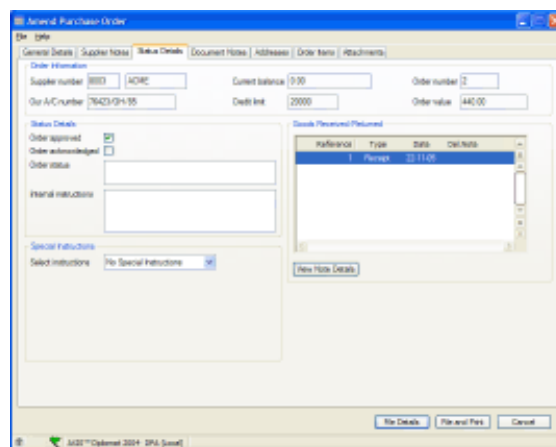 Amend Purchase Order
File Help
General Details Supplier Notes Status Details Document Notes Addresses Order Items Attachments
Order Information
Supplier number 0003 ACME Current balance 0.00 Order number 2
Our A/C number Credit limit 20000 Order value 440.00
Status Details Goods Received/Returned
Order approved
Order acknowledged
Order status
Reference Type Date Del.Note
1 Receipt 22-11-05
Internal instructions
Special Instructions
Select instructions No Special Instructions
View Note Details
File Details File and Print Cancel